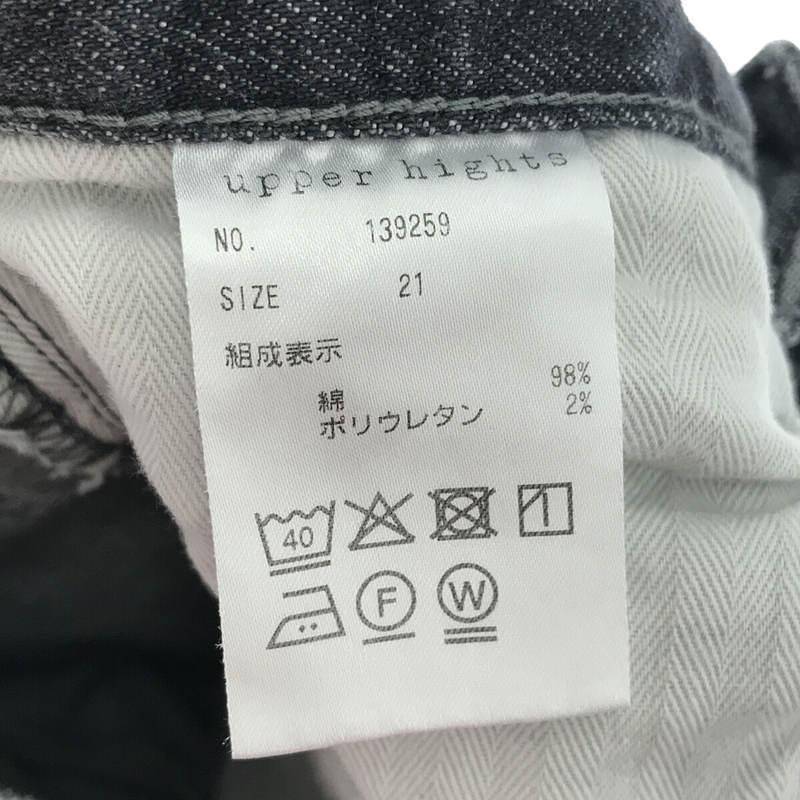 upper hights
NO. 139259
SIZE 21
組成表示
綿 98%
ポリウレタン 2%
40
F W